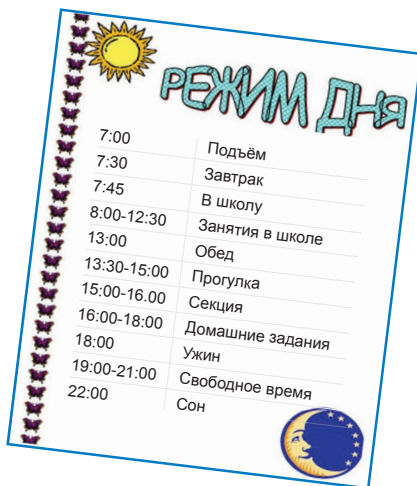 РЕЖИМ ДНЯ
7:00 Подъём
7:30 Завтрак
7:45 В школу
8:00-12:30 Занятия в школе
13:00 Обед
13:30-15:00 Прогулка
15:00-16.00 Секция
16:00-18:00 Домашние задания
18:00 Ужин
19:00-21:00 Свободное время
22:00 Сон